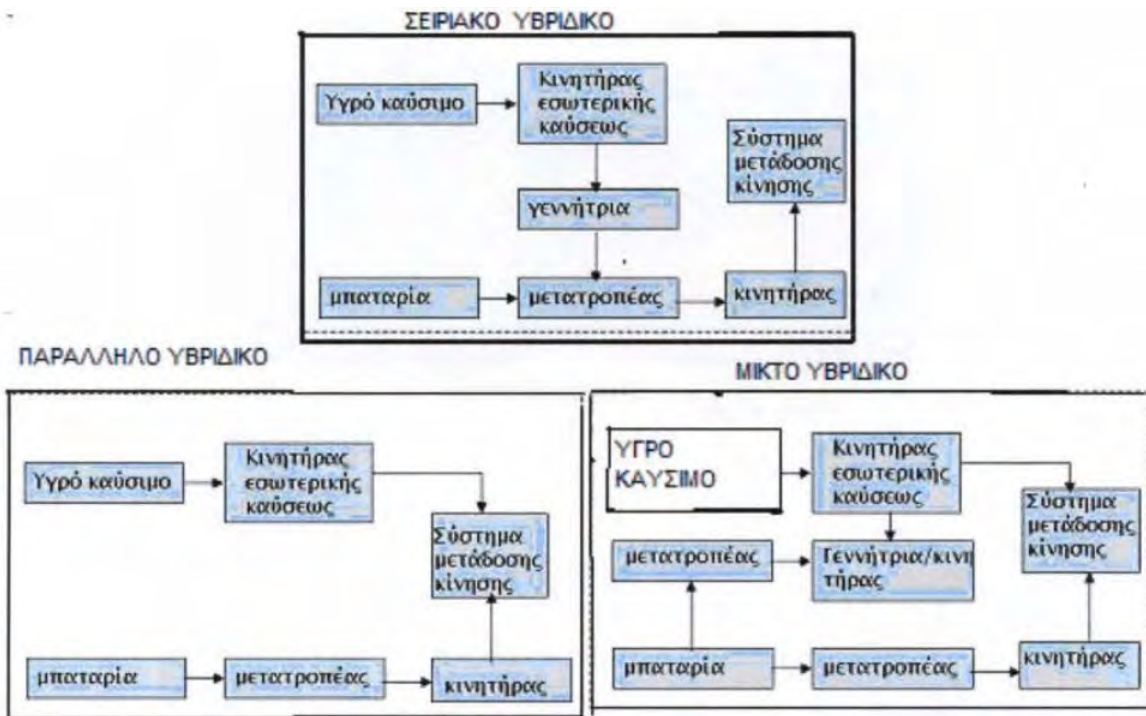 ΣΕΙΡΙΑΚΟ ΥΒΡΙΔΙΚΟ
Υγρό καύσιμο
Κινητήρας
εσωτερικής
καύσεως
Σύστημα
μετάδοσης
κίνησης
γεννήτρια
μπαταρία
μετατροπέας
κινητήρας
ΠΑΡΑΛΛΗΛΟ ΥΒΡΙΔΙΚΟ
Υγρό καύσιμο
Κινητήρας
εσωτερικής
καύσεως
Σύστημα
μετάδοσης
κίνησης
μπαταρία
μετατροπέας
κινητήρας
ΜΙΚΤΟ ΥΒΡΙΔΙΚΟ
ΥΓΡΟ
ΚΑΥΣΙΜΟ
Κινητήρας
εσωτερικής
καύσεως
Σύστημα
μετάδοσης
κίνησης
μετατροπέας
Γεννήτρια/κινη
τήρας
μπαταρία
μετατροπέας
κινητήρας